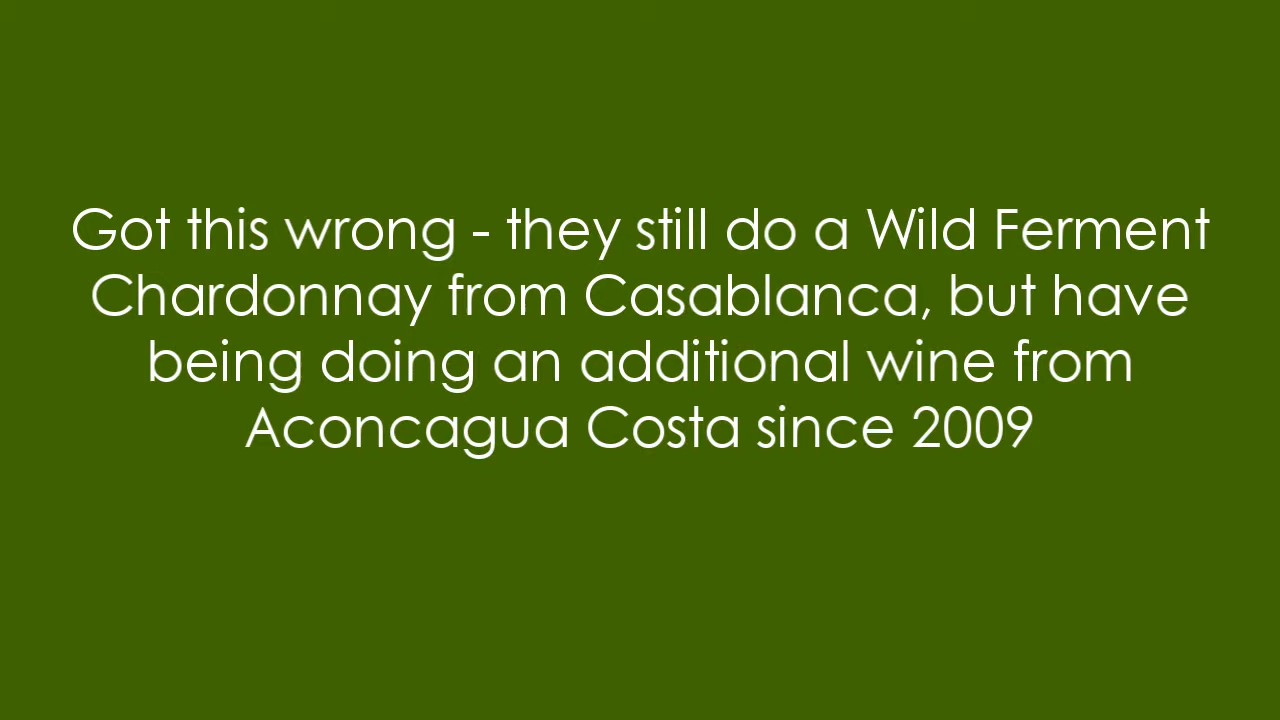 Got this wrong - they still do a Wild Ferment
Chardonnay from Casablanca, but have
being doing an additional wine from
Aconcagua Costa since 2009